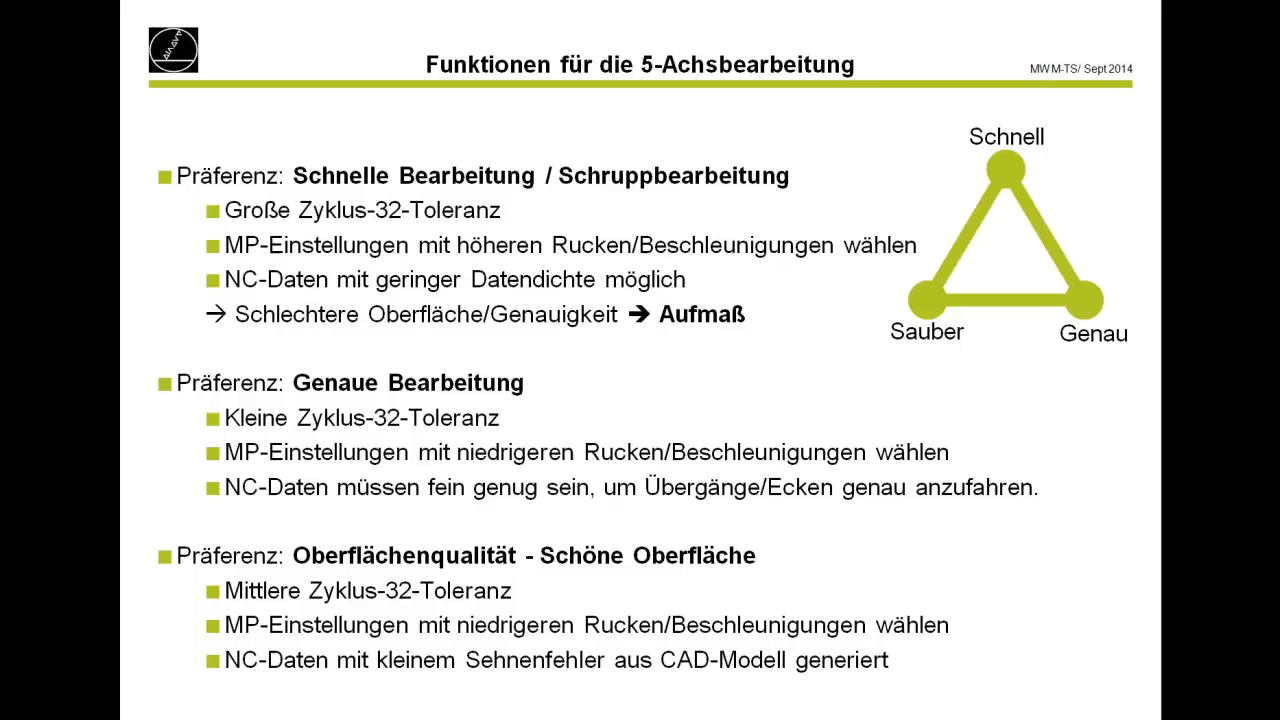 Funktionen für die 5-Achsbearbeitung
MWM-TS/ Sept 2014
Schnell
Sauber
Genau
Präferenz: Schnelle Bearbeitung / Schruppbearbeitung
Große Zyklus-32-Toleranz
MP-Einstellungen mit höheren Rucken/Beschleunigungen wählen
NC-Daten mit geringer Datendichte möglich
→ Schlechtere Oberfläche/Genauigkeit ➔ Aufmaß
Präferenz: Genaue Bearbeitung
Kleine Zyklus-32-Toleranz
MP-Einstellungen mit niedrigeren Rucken/Beschleunigungen wählen
NC-Daten müssen fein genug sein, um Übergänge/Ecken genau anzufahren.
Präferenz: Oberflächenqualität - Schöne Oberfläche
Mittlere Zyklus-32-Toleranz
MP-Einstellungen mit niedrigeren Rucken/Beschleunigungen wählen
NC-Daten mit kleinem Sehnenfehler aus CAD-Modell generiert